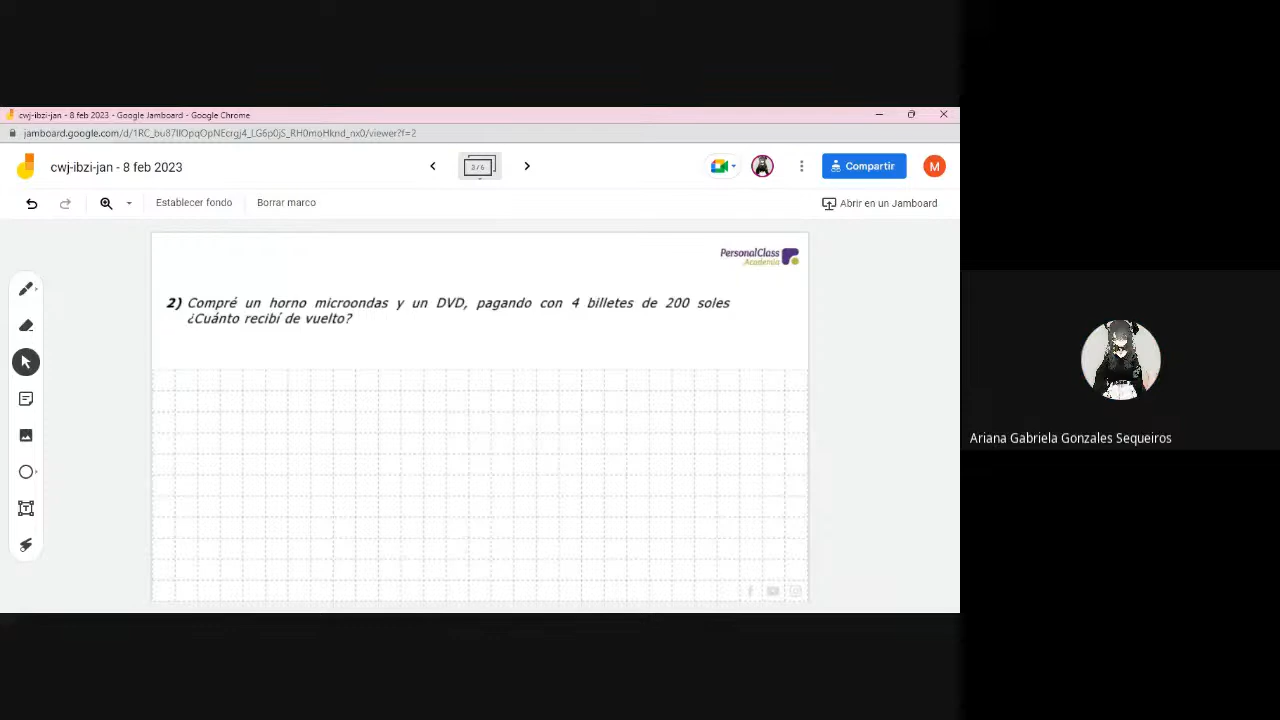 cwj-ibzi-jan - 8 feb 2023 - Google Jamboard - Google Chrome
cwj-ibzi-jan - 8 feb 2023
Compartir
M
Establecer fondo
Borrar marco
Abrir en un Jamboard
PersonalClass
Academia
2) Compré un horno microondas y un DVD, pagando con 4 billetes de 200 soles
¿Cuánto recibí de vuelto?
Ariana Gabriela Gonzales Sequeiros